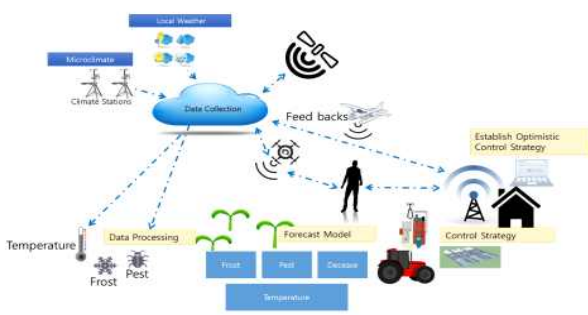 Local Weather
Microclimate
Climate Stations
Data Collection
Feed backs
Establish Optimistic
Control Strategy
Temperature
Data Processing
Frost
Pest
Forecast Model
Frost
Pest
Deceave
Temperature
Control Strategy